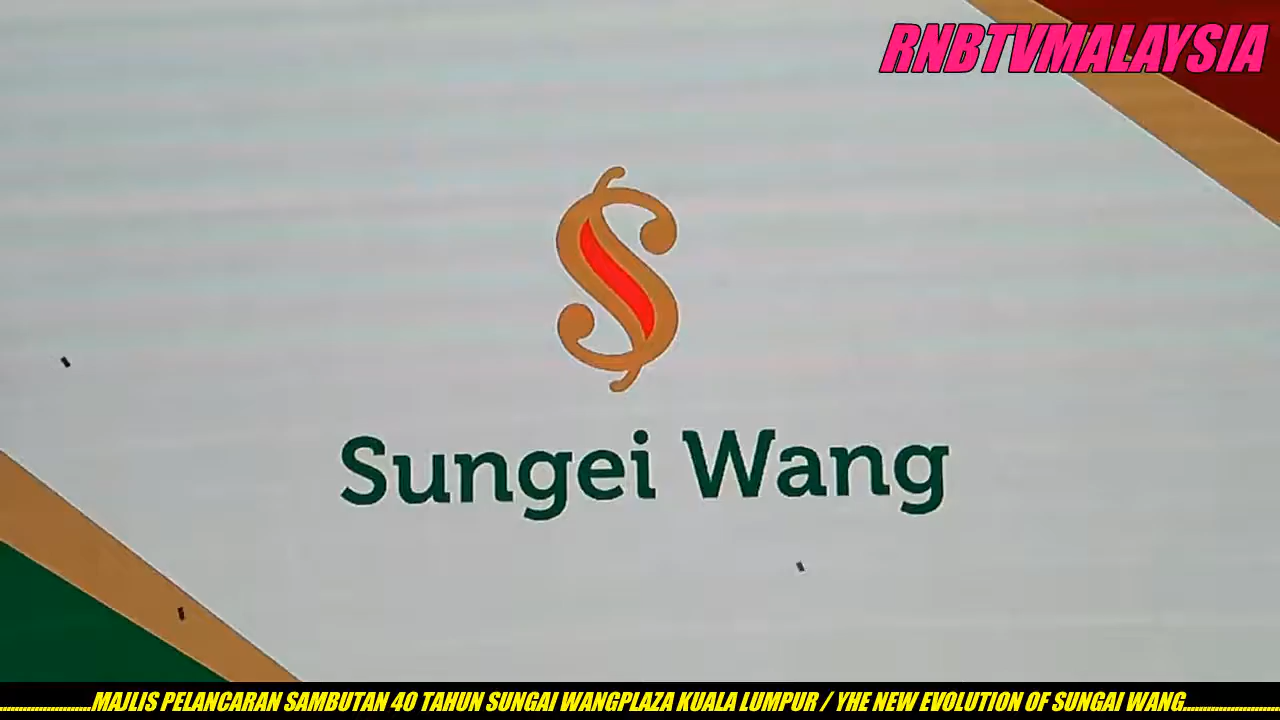 RNBTVMALAYSIA
Sungei Wang
........................MAJLIS PELANCARAN SAMBUTAN 40 TAHUN SUNGAI WANGPLAZA KUALA LUMPUR / YHE NEW EVOLUTION OF SUNGAI WANG........................